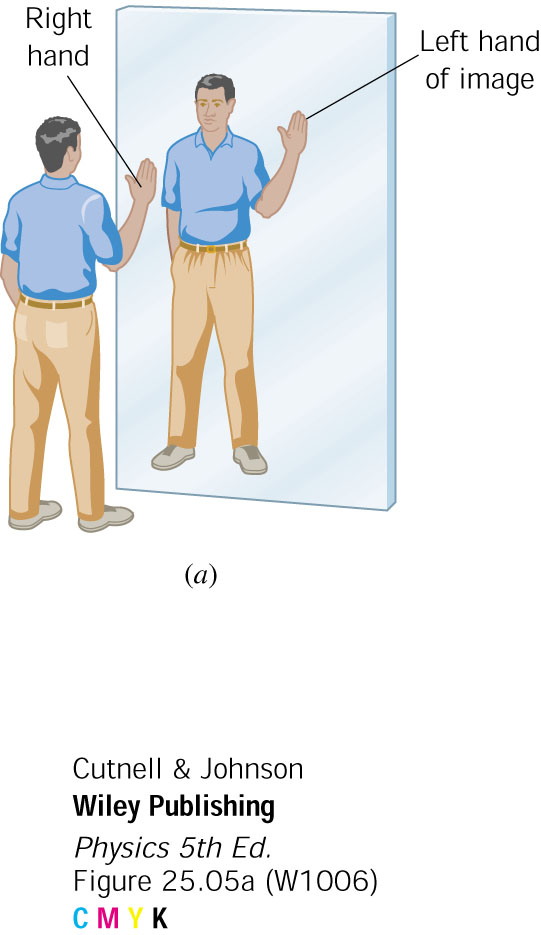 Right
hand
Left hand
of image
(a)
Cutnell & Johnson
Wiley Publishing
Physics 5th Ed.
Figure 25.05a (W1006)
C M Y K